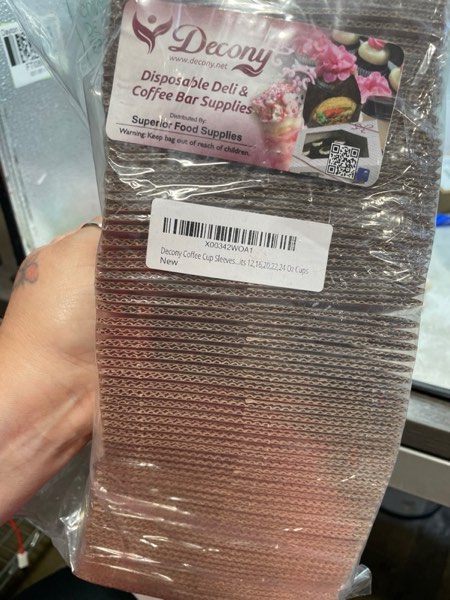 Decony
www.decony.net
Disposable Deli &
Coffee Bar Supplies
Distributed By:
Superior Food Supplies
Warning: Keep bag out of reach of children.
X00342WOA1
Decony Coffee Cup Sleeves...its 12,16,20,22,24 Oz Cups
New